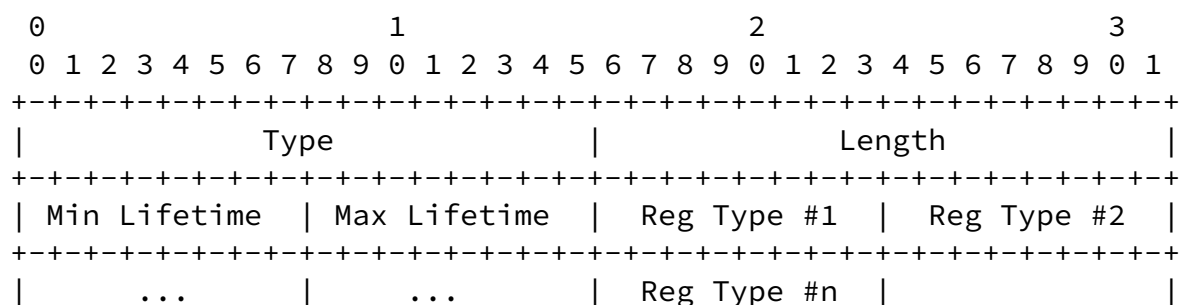 0                   1                   2                   3
 0 1 2 3 4 5 6 7 8 9 0 1 2 3 4 5 6 7 8 9 0 1 2 3 4 5 6 7 8 9 0 1
+-+-+-+-+-+-+-+-+-+-+-+-+-+-+-+-+-+-+-+-+-+-+-+-+-+-+-+-+-+-+-+-+
|             Type              |             Length            |
+-+-+-+-+-+-+-+-+-+-+-+-+-+-+-+-+-+-+-+-+-+-+-+-+-+-+-+-+-+-+-+-+
| Min Lifetime  | Max Lifetime  |  Reg Type #1  |  Reg Type #2  |
+-+-+-+-+-+-+-+-+-+-+-+-+-+-+-+-+-+-+-+-+-+-+-+-+-+-+-+-+-+-+-+-+
|      ...      |     ...       |  Reg Type #n  |               |